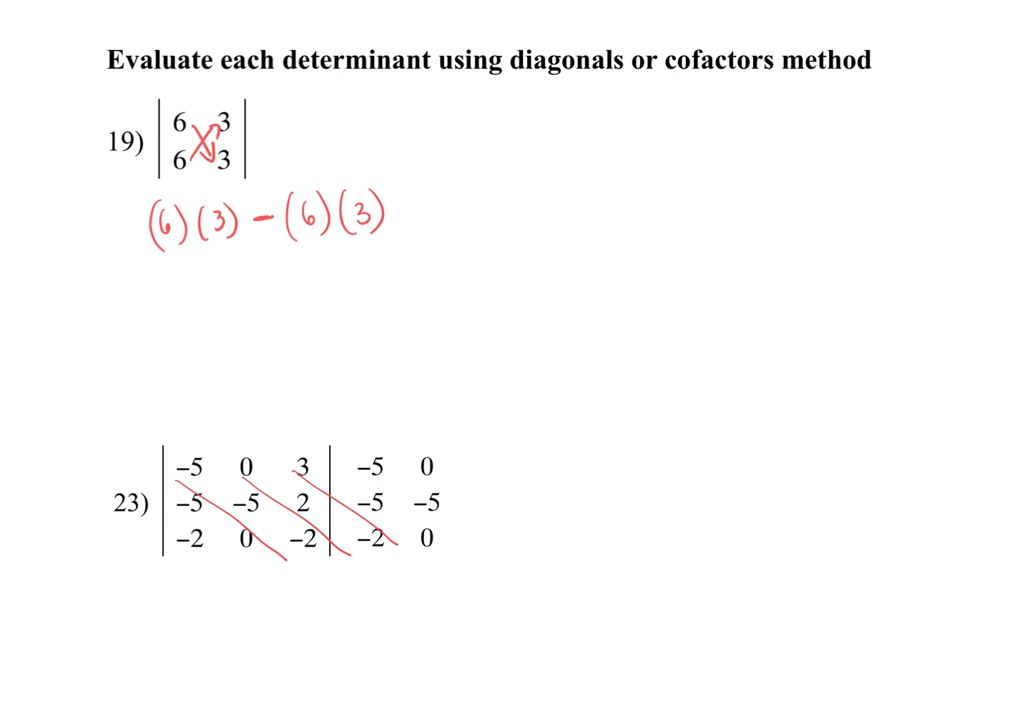 Evaluate each determinant using diagonals or cofactors method
19) | 6 3 |
| 6 3 |
(6)(3) - (6)(3)
| -5 0 3 | -5 0
23) | -5 -5 2 | -5 -5
| -2 0 -2 | -2 0